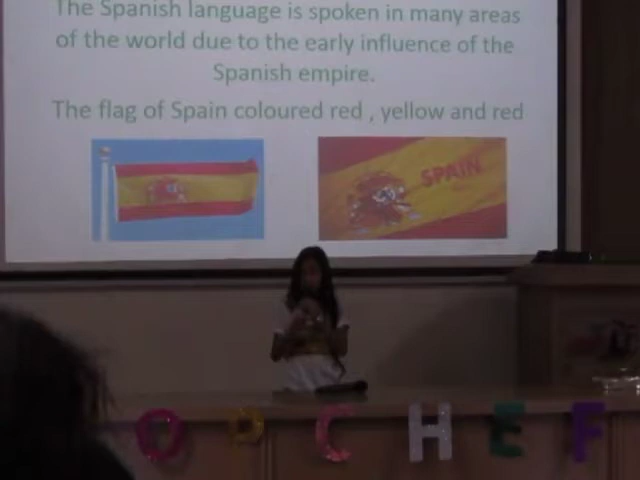 The Spanish language is spoken in many areas
of the world due to the early influence of the
Spanish empire.
The flag of Spain coloured red , yellow and red
SPAIN
O P C H E F